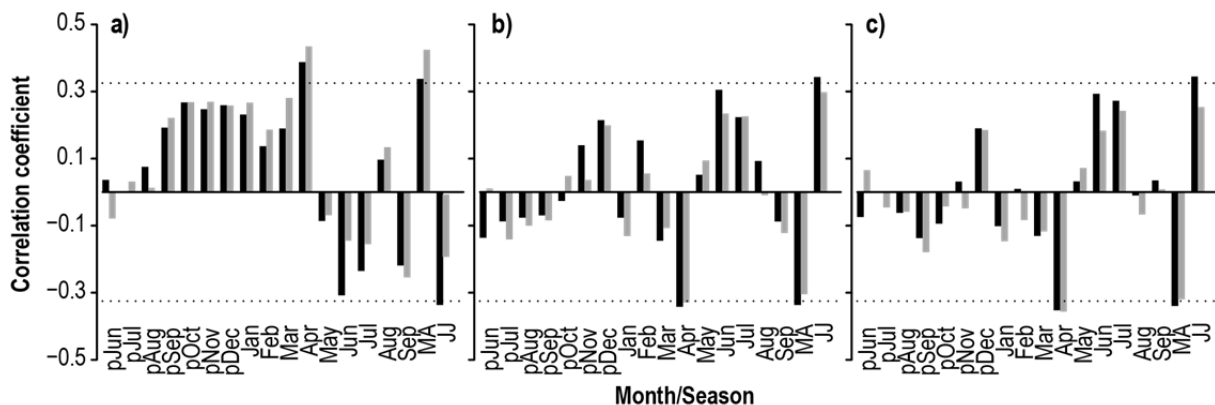 a)
b)
c)
Correlation coefficient
0.5
0.3
0.1
−0.1
−0.3
−0.5
pJun
pJul
pAug
pSep
pOct
pNov
pDec
Jan
Feb
Mar
Apr
May
Jun
Jul
Aug
Sep
MA
JJ
pJun
pJul
pAug
pSep
pOct
pNov
pDec
Jan
Feb
Mar
Apr
May
Jun
Jul
Aug
Sep
MA
JJ
pJun
pJul
pAug
pSep
pOct
pNov
pDec
Jan
Feb
Mar
Apr
May
Jun
Jul
Aug
Sep
MA
JJ
Month/Season